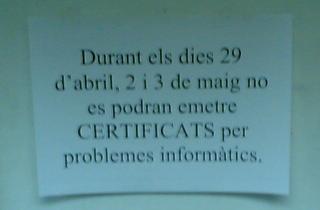 Durant els dies 29
d'abril, 2 i 3 de maig no
es podran emetre
CERTIFICATS per
problemes informàtics.